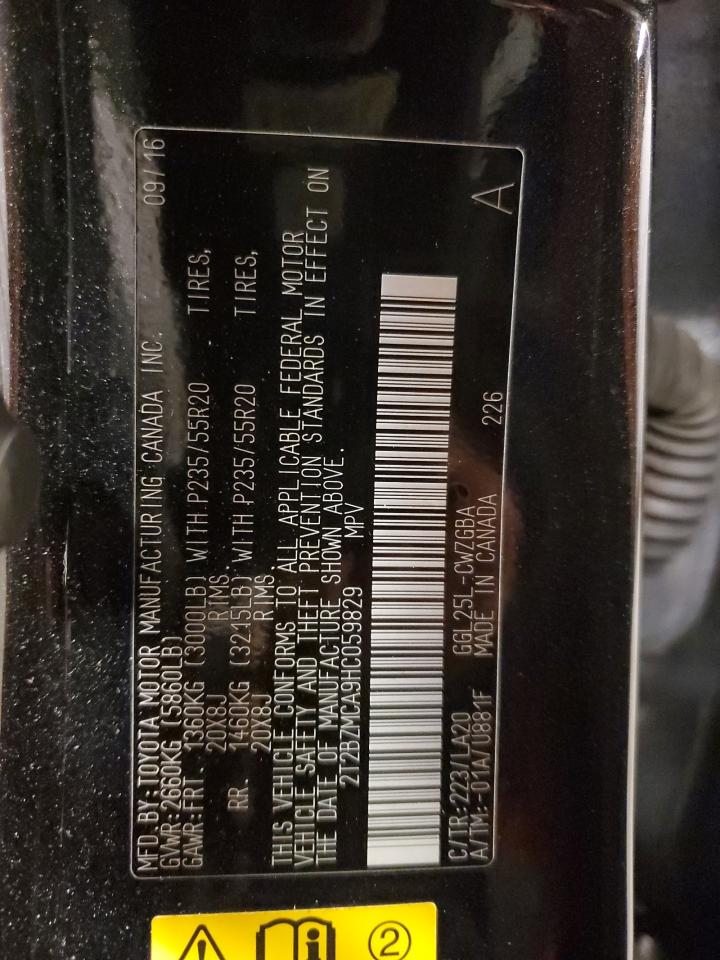 MFD.BY:TOYOTA MOTOR MANUFACTURING CANADA INC. 09/16
GVWR:2660KG (5860LB)
GAWR:FRT. 1360KG (3000LB) WITH P235/55R20 TIRES,
20X8J RIMS
RR. 1460KG (3215LB) WITH P235/55R20 TIRES,
20X8J RIMS
THIS VEHICLE CONFORMS TO ALL APPLICABLE FEDERAL MOTOR
VEHICLE SAFETY AND THEFT PREVENTION STANDARDS IN EFFECT ON
THE DATE OF MANUFACTURE SHOWN ABOVE.
2T2BZMCA9HC059829 MPV
C/TR:223/LA20 GGL25L-CWZGBA
A/TM:-01A/U881F MADE IN CANADA 226 A
2